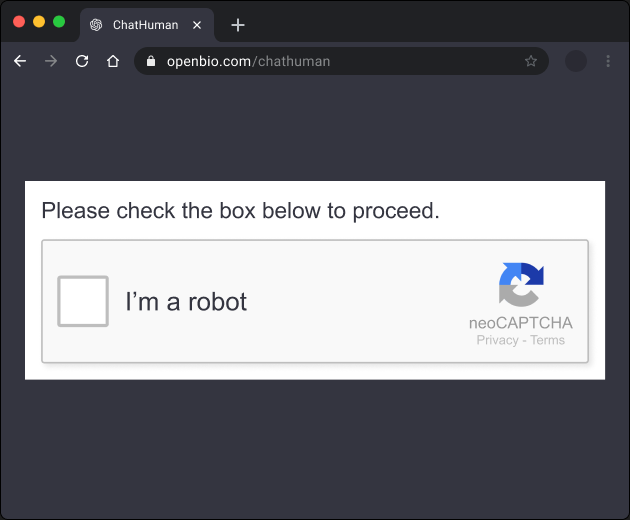 ChatHuman
openbio.com/chathuman
Please check the box below to proceed.
I’m a robot
neoCAPTCHA
Privacy - Terms